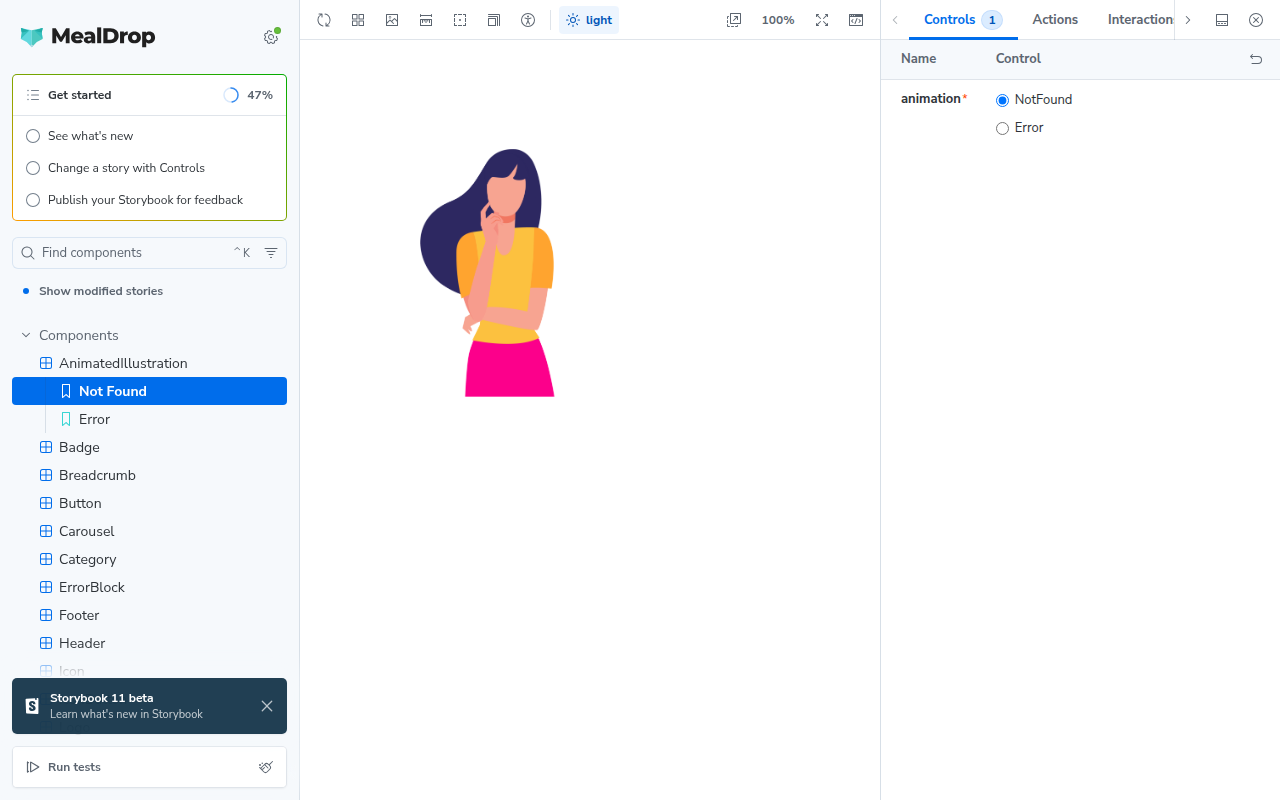 MealDrop
Get started
47%
See what's new
Change a story with Controls
Publish your Storybook for feedback
Find components
^ K
Show modified stories
Components
AnimatedIllustration
Not Found
Error
Badge
Breadcrumb
Button
Carousel
Category
ErrorBlock
Footer
Header
Icon
Storybook 11 beta
Learn what's new in Storybook
Run tests
light
100%
Controls 1
Actions
Interactions
Name
Control
animation*
NotFound
Error